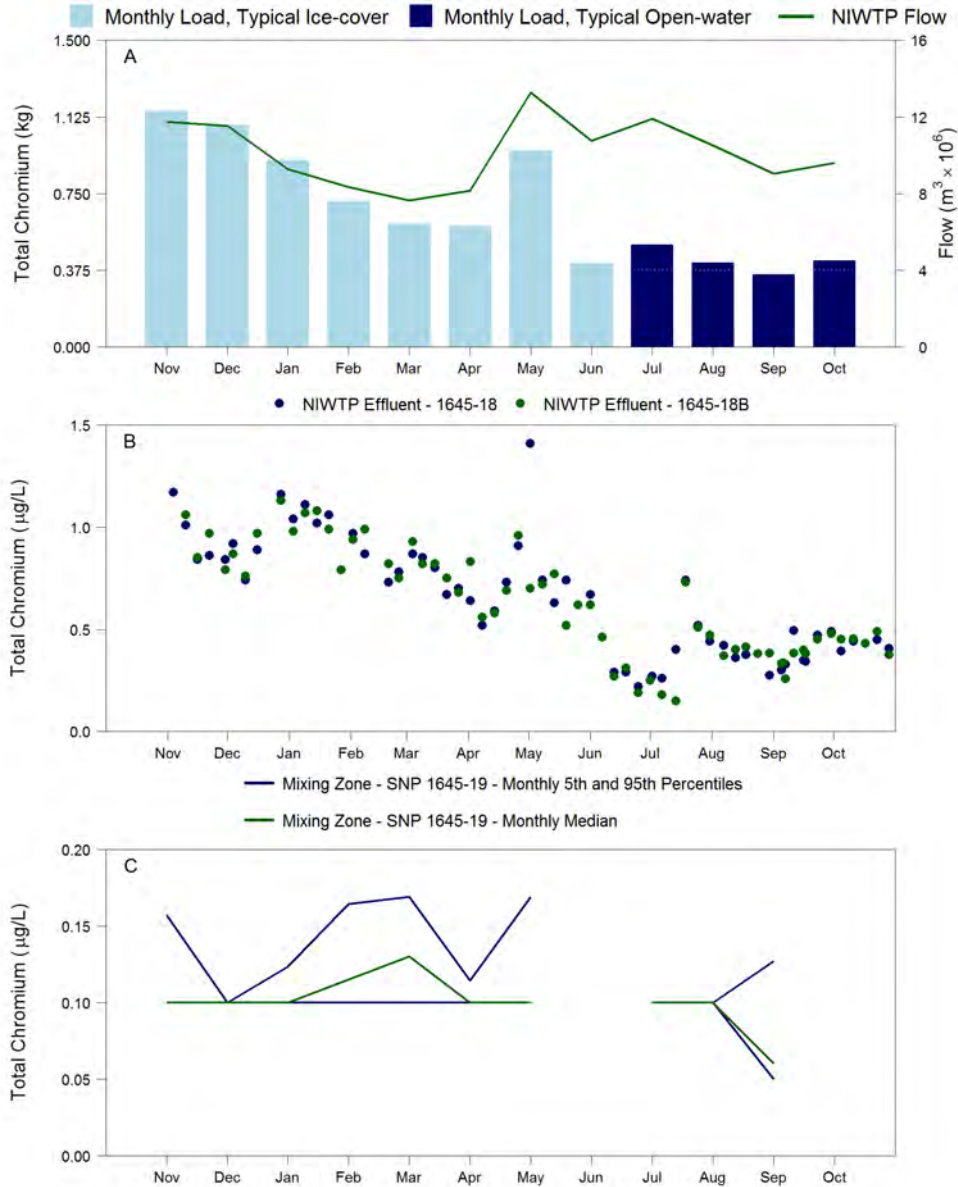 Monthly Load, Typical Ice-cover Monthly Load, Typical Open-water NIWTP Flow
A
Total Chromium (kg)
1.500
1.125
0.750
0.375
0.000
Flow (m³ × 10⁶)
16
12
8
4
0
Nov Dec Jan Feb Mar Apr May Jun Jul Aug Sep Oct
NIWTP Effluent - 1645-18 NIWTP Effluent - 1645-18B
B
Total Chromium (μg/L)
1.5
1.0
0.5
0.0
Nov Dec Jan Feb Mar Apr May Jun Jul Aug Sep Oct
Mixing Zone - SNP 1645-19 - Monthly 5th and 95th Percentiles
Mixing Zone - SNP 1645-19 - Monthly Median
C
Total Chromium (μg/L)
0.20
0.15
0.10
0.05
0.00
Nov Dec Jan Feb Mar Apr May Jun Jul Aug Sep Oct